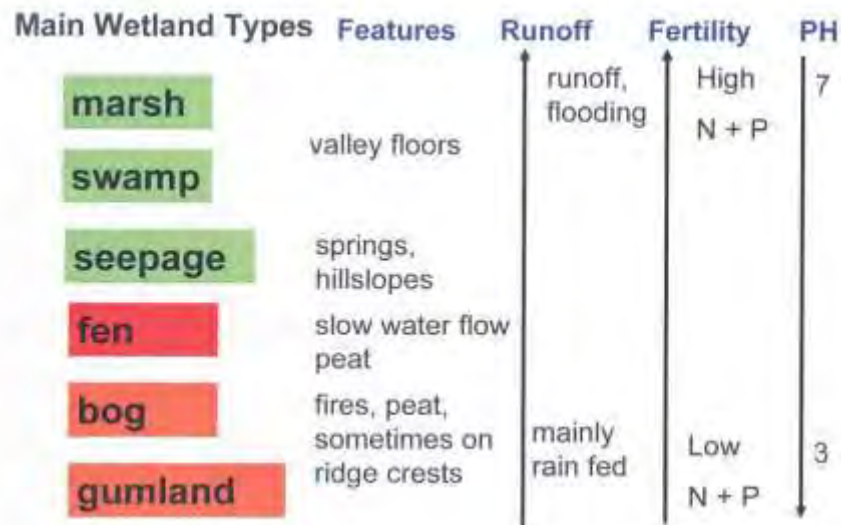 Main Wetland Types Features Runoff Fertility PH
marsh
swamp
seepage
fen
bog
gumland
valley floors
springs,
hillslopes
slow water flow
peat
fires, peat,
sometimes on
ridge crests
runoff,
flooding
mainly
rain fed
High
N + P
Low
N + P
7
3